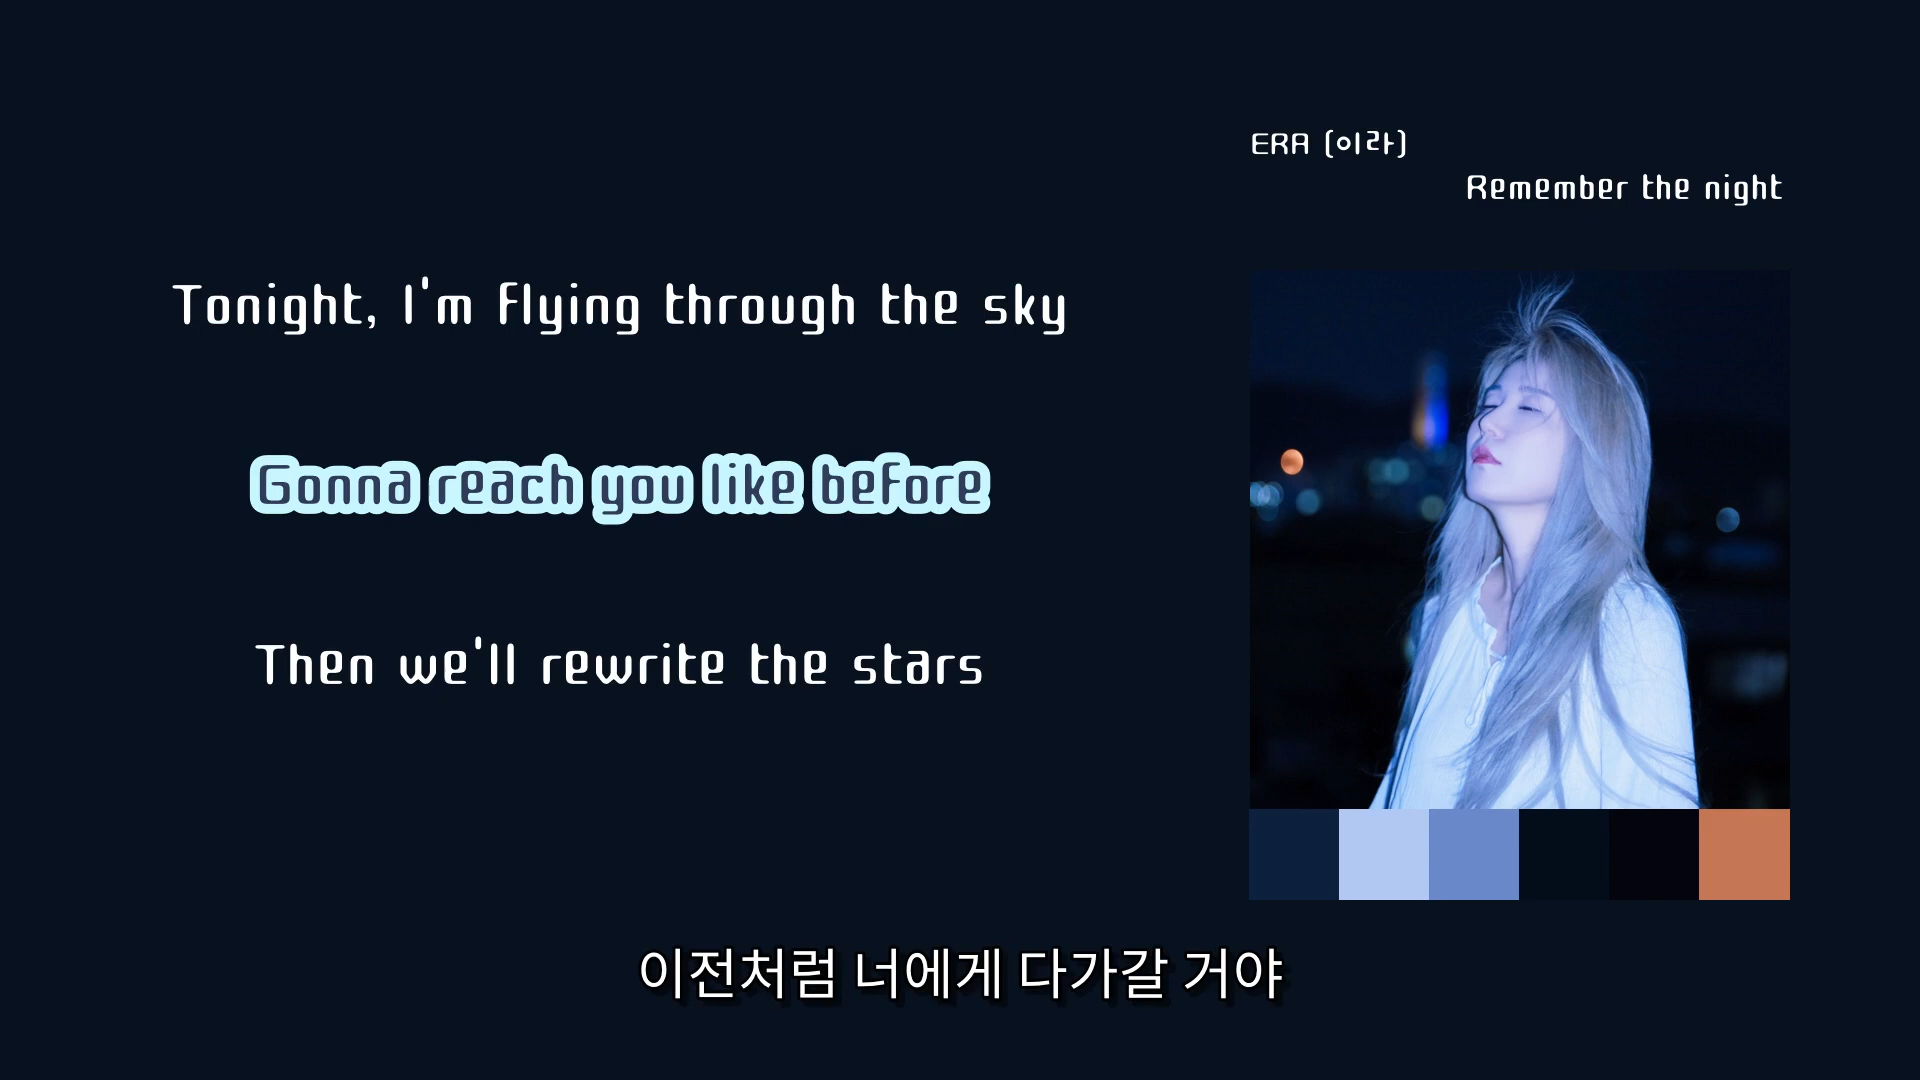 ERA (이라)
Remember the night
Tonight, I'm flying through the sky
Gonna reach you like before
Then we'll rewrite the stars
이전처럼 너에게 다가갈 거야